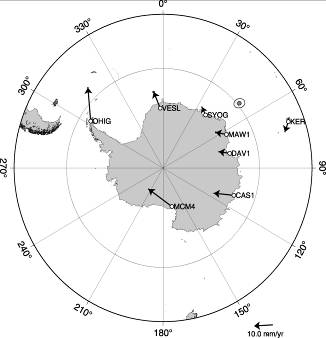 0°
330°
30°
300°
60°
OHIG
VESL
SYOG
KER
MAW1
DAV1
270°
90°
CAS1
MCM4
240°
120°
210°
150°
180°
10.0 mm/yr